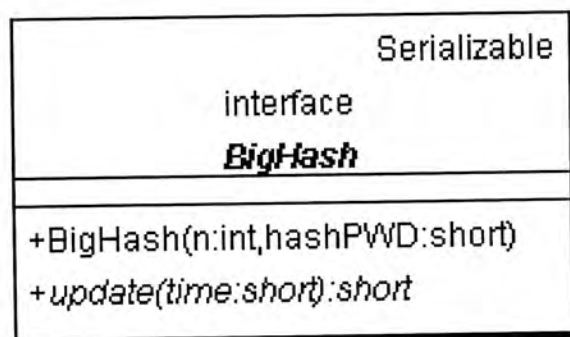 Serializable
interface
BigHash
+BigHash(n:int,hashPWD:short)
+update(time:short):short